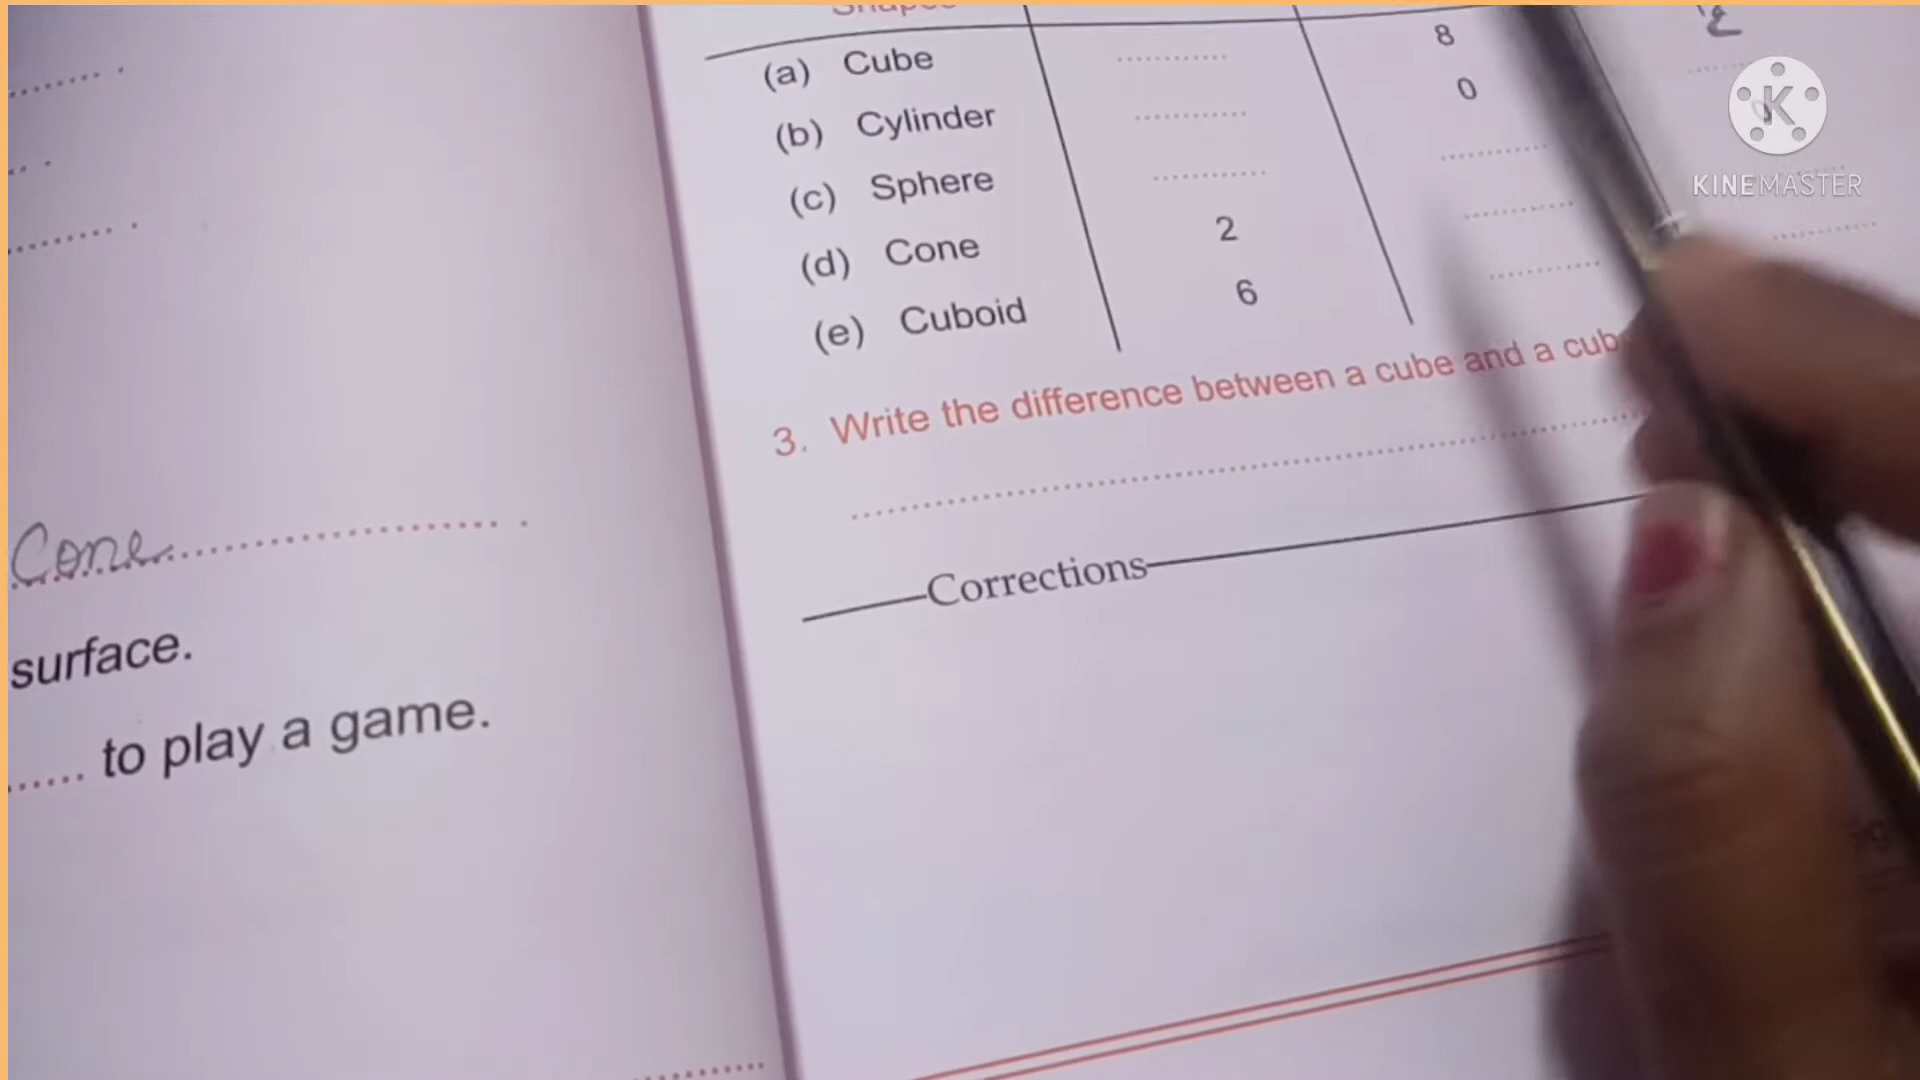 Cone
surface.
to play a game.
Shapes
(a) Cube 8
(b) Cylinder 0
(c) Sphere
(d) Cone 2
(e) Cuboid 6
3. Write the difference between a cube and a cub
Corrections
K
KINEMASTER